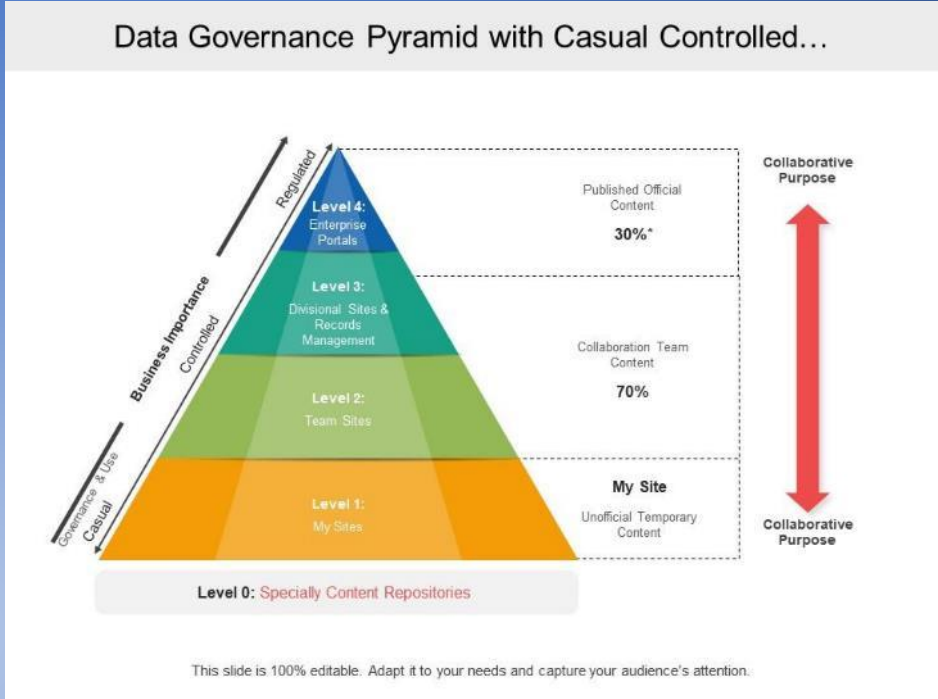 Data Governance Pyramid with Casual Controlled...
Regulated
Business Importance
Controlled
Governance & Use
Casual
Level 4:
Enterprise
Portals
Level 3:
Divisional Sites &
Records
Management
Level 2:
Team Sites
Level 1:
My Sites
Level 0: Specially Content Repositories
Published Official
Content
30%*
Collaboration Team
Content
70%
My Site
Unofficial Temporary
Content
Collaborative
Purpose
Collaborative
Purpose
This slide is 100% editable. Adapt it to your needs and capture your audience's attention.